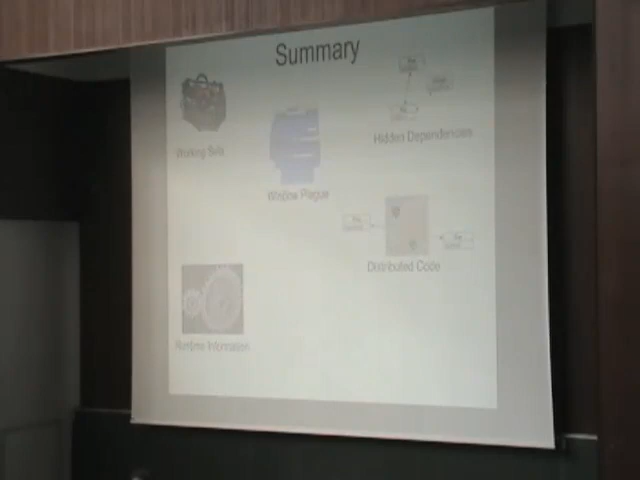 Summary
Working Sets
Hidden Dependencies
Window Plague
Distributed Code
Runtime Information